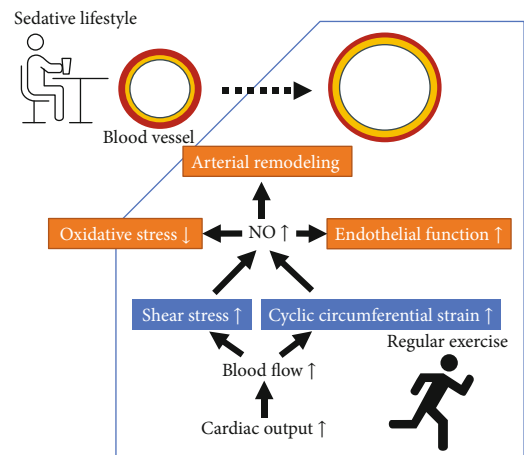 Sedative lifestyle
Blood vessel
Arterial remodeling
Oxidative stress ↓
NO ↑
Endothelial function ↑
Shear stress ↑
Cyclic circumferential strain ↑
Regular exercise
Blood flow ↑
Cardiac output ↑